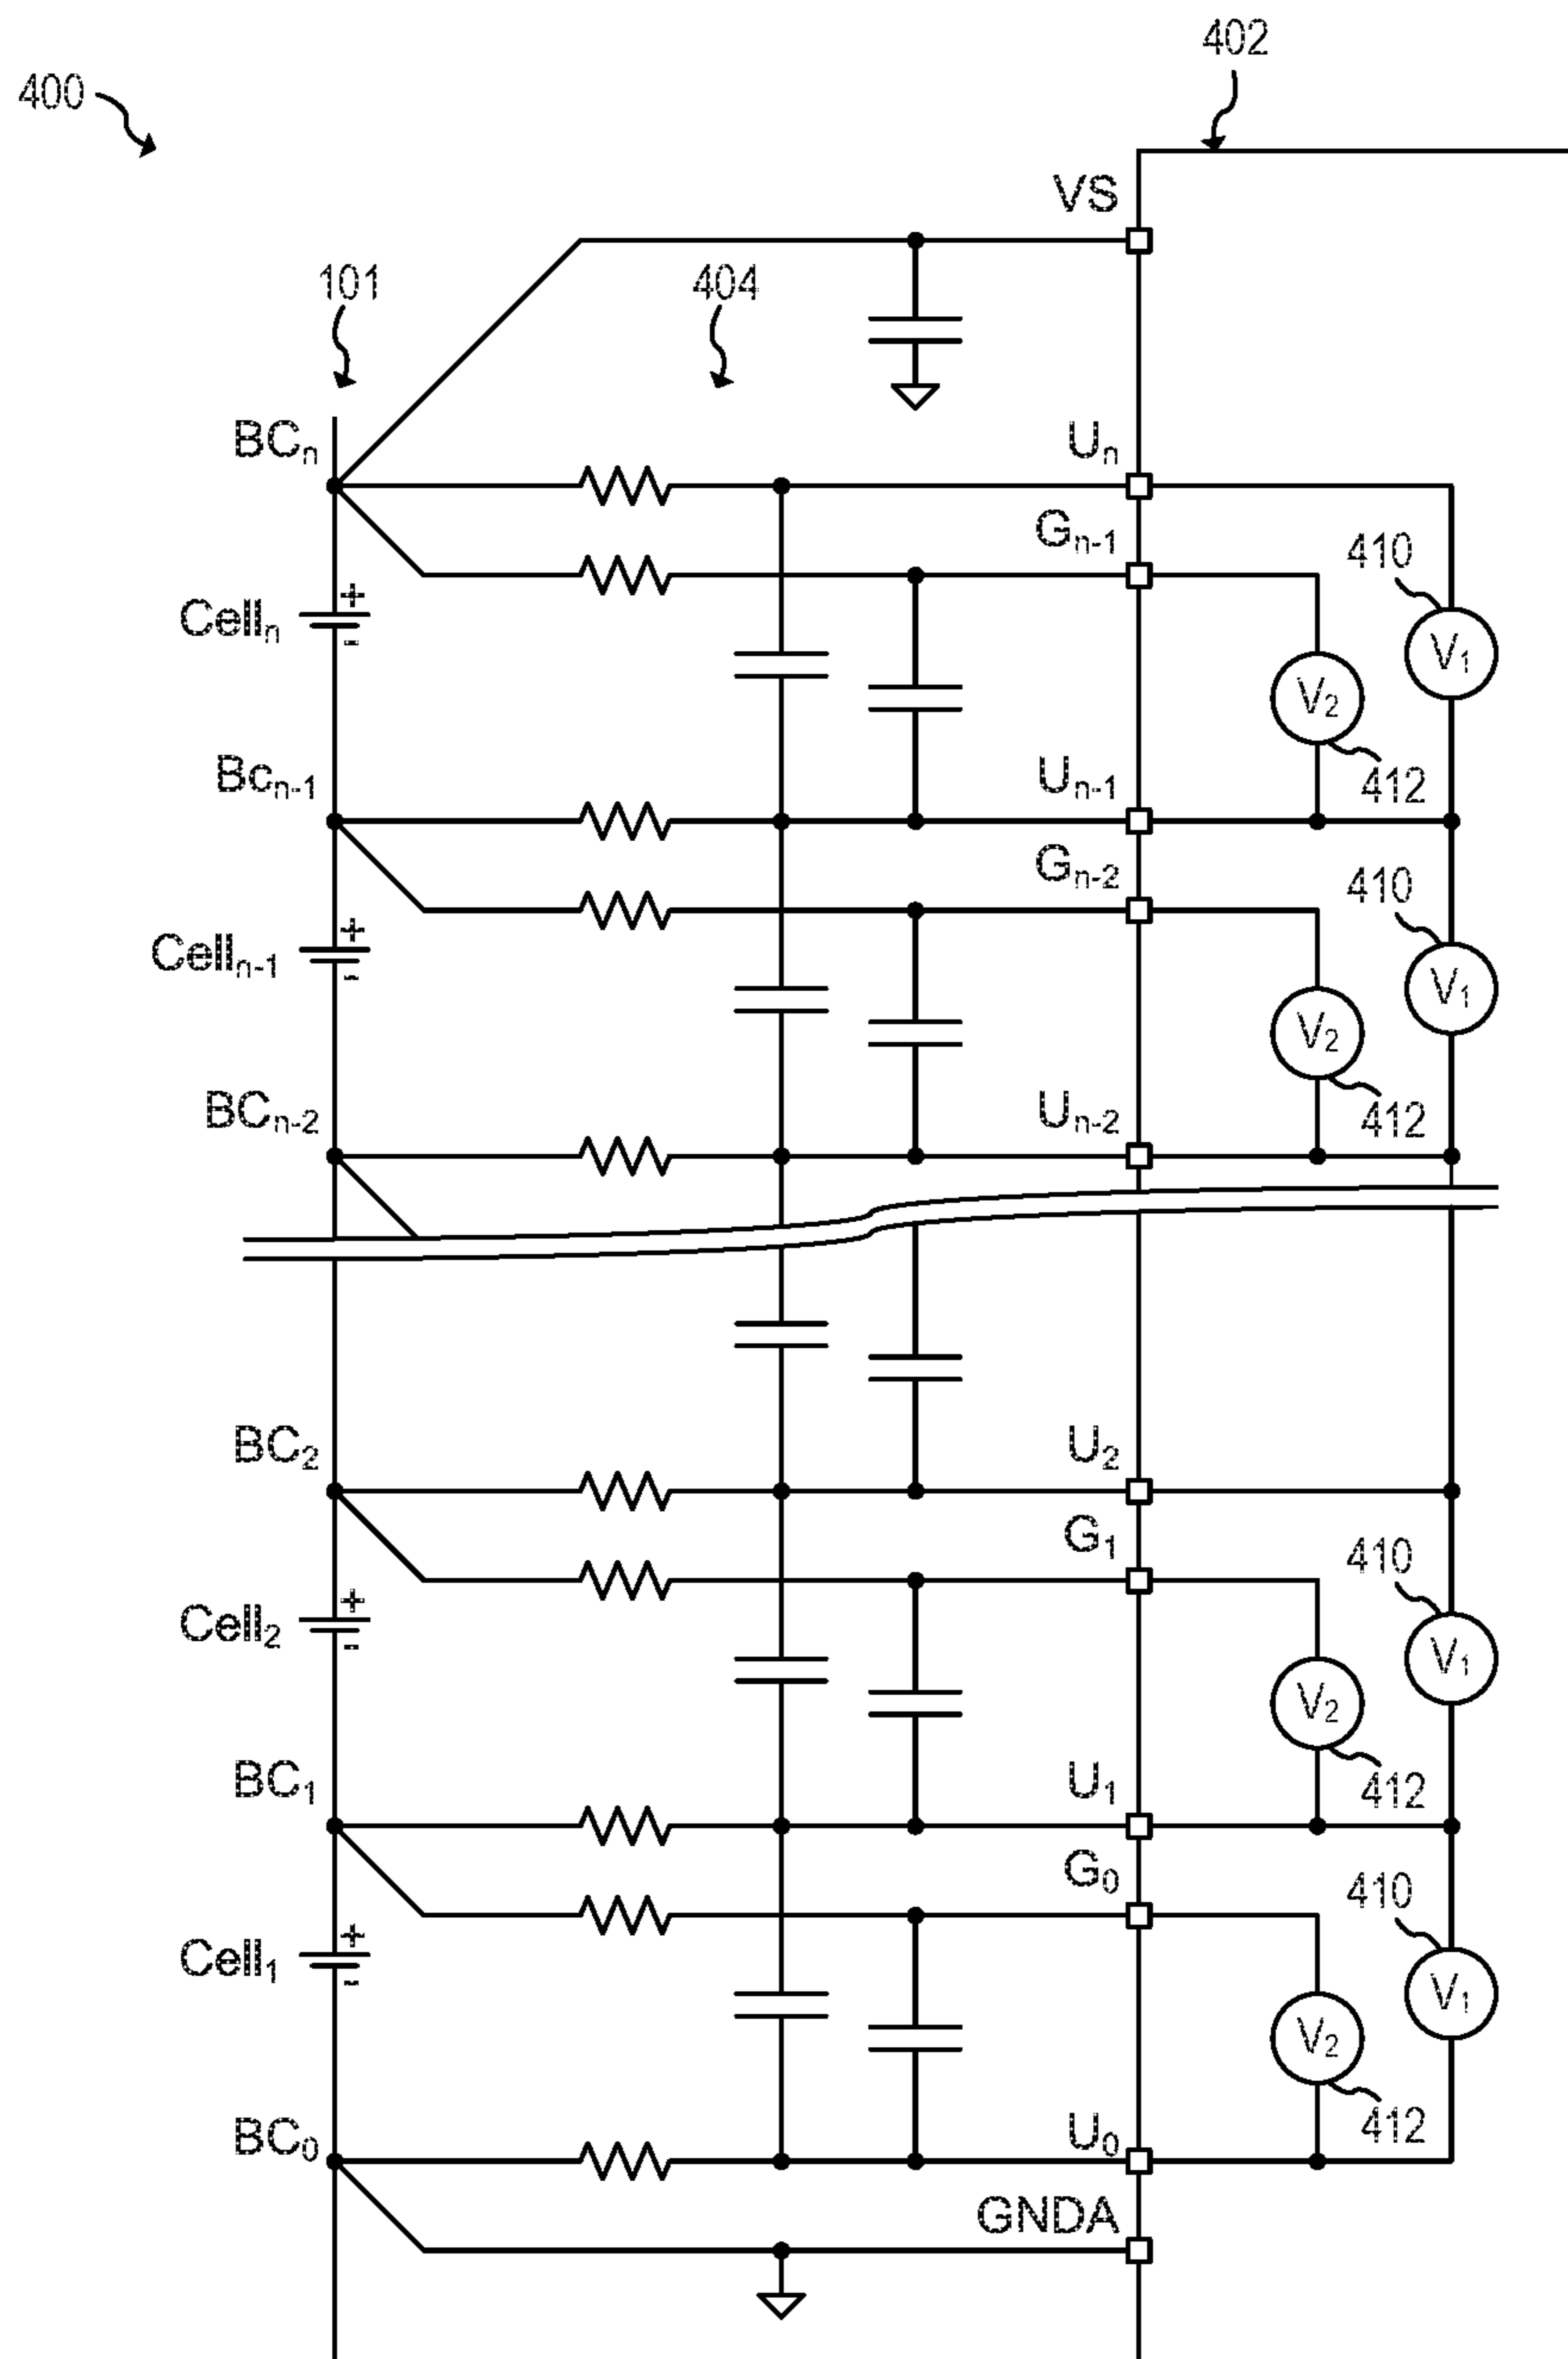 402
400
VS
101
404
BCn
Un
Gn-1
410
Celln
+
-
V1
V2
Bcn-1
Un-1
412
Gn-2
410
Celln-1
+
-
V1
V2
BCn-2
Un-2
412
BC2
U2
G1
410
Cell2
+
-
V1
V2
BC1
U1
412
G0
410
Cell1
+
-
V1
V2
BC0
U0
412
GNDA